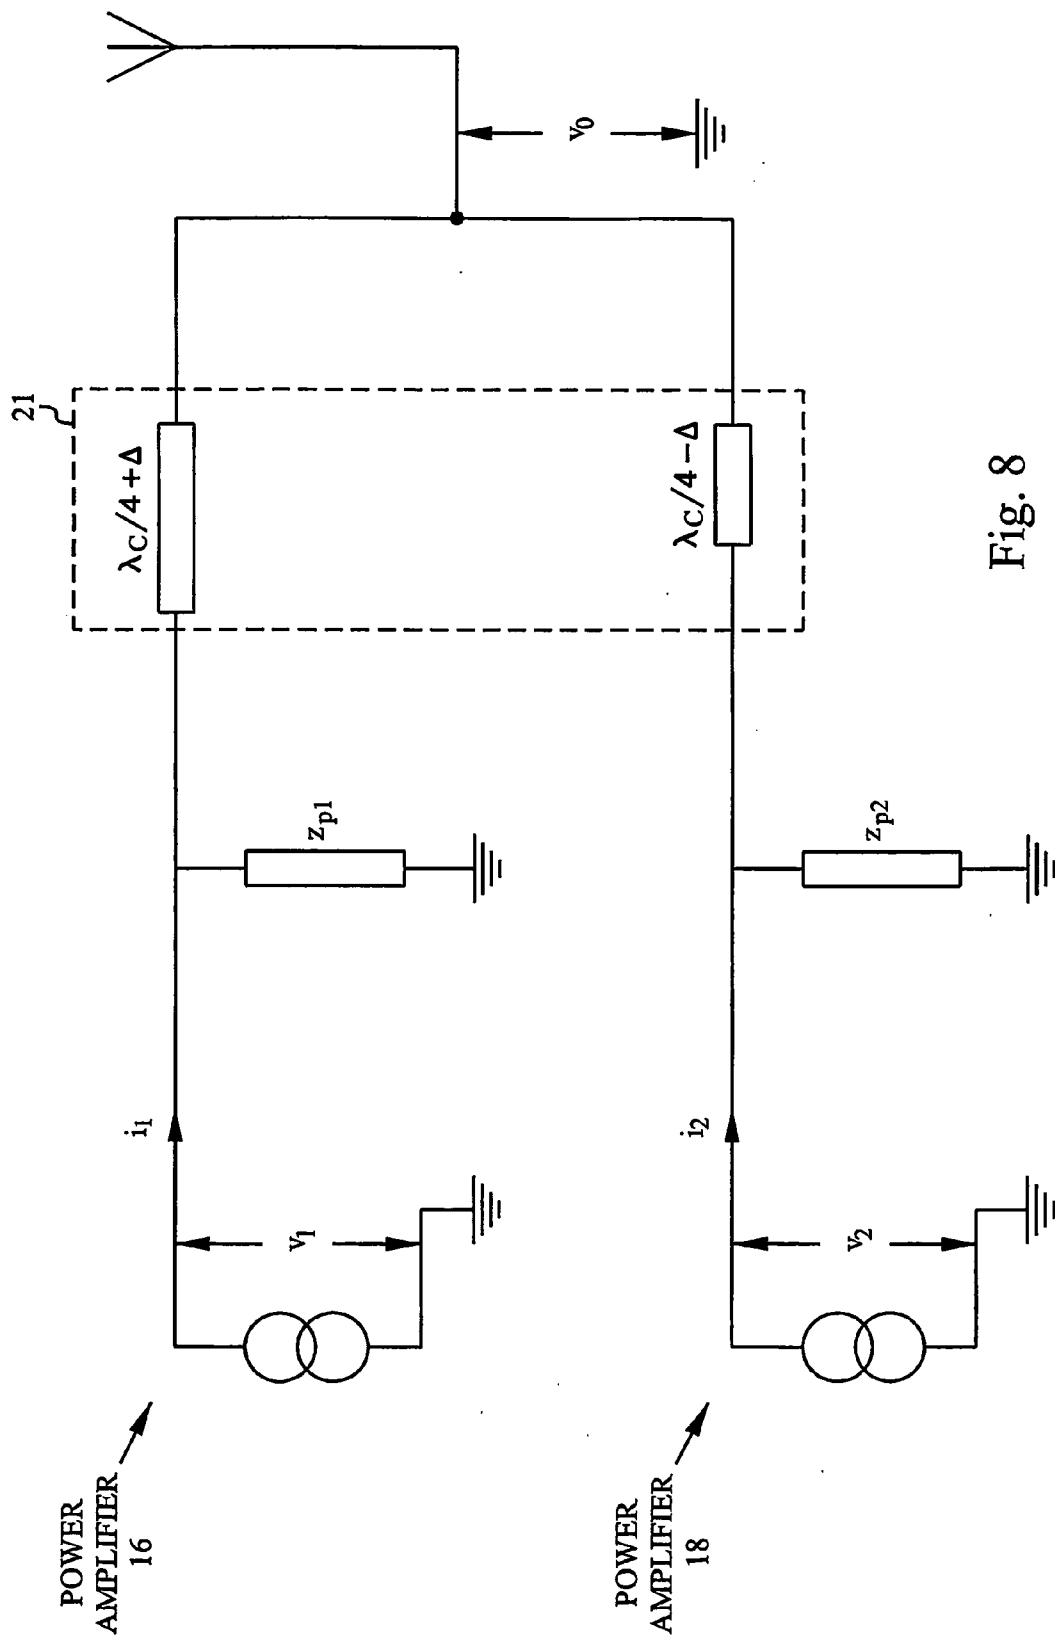 POWER
AMPLIFIER
16
v1
i1
zp1
λC/4+Δ
21
v0
POWER
AMPLIFIER
18
v2
i2
zp2
λC/4−Δ
Fig. 8